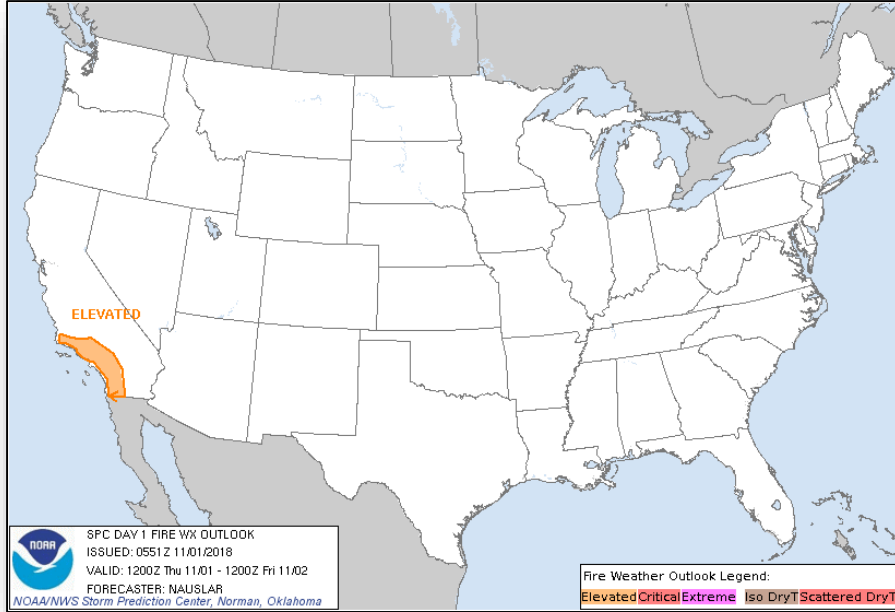 ELEVATED
NOAA
SPC DAY 1 FIRE WX OUTLOOK
ISSUED: 0551Z 11/01/2018
VALID: 1200Z Thu 11/01 - 1200Z Fri 11/02
FORECASTER: NAUSLAR
NOAA/NWS Storm Prediction Center, Norman, Oklahoma
Fire Weather Outlook Legend:
Elevated Critical Extreme Iso DryT Scattered DryT